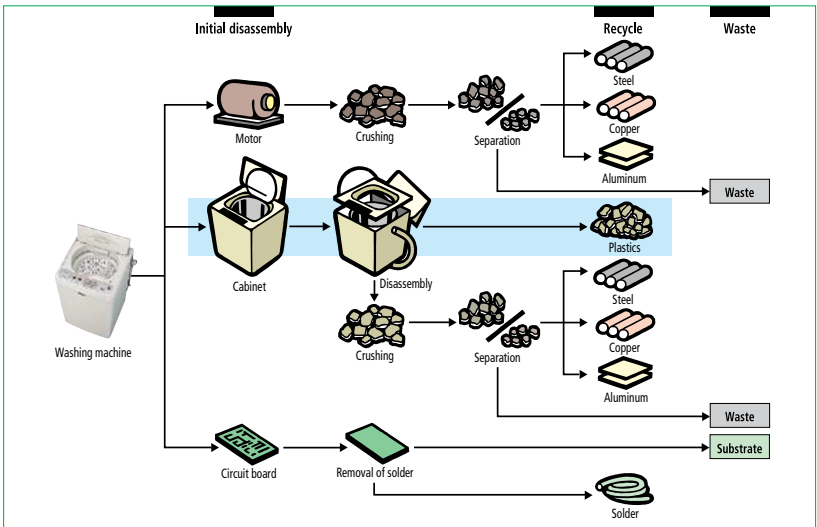 Initial disassembly
Recycle
Waste
Steel
Motor
Crushing
Separation
Copper
Aluminum
Waste
Cabinet
Disassembly
Plastics
Steel
Washing machine
Crushing
Separation
Copper
Aluminum
Waste
Circuit board
Removal of solder
Substrate
Solder